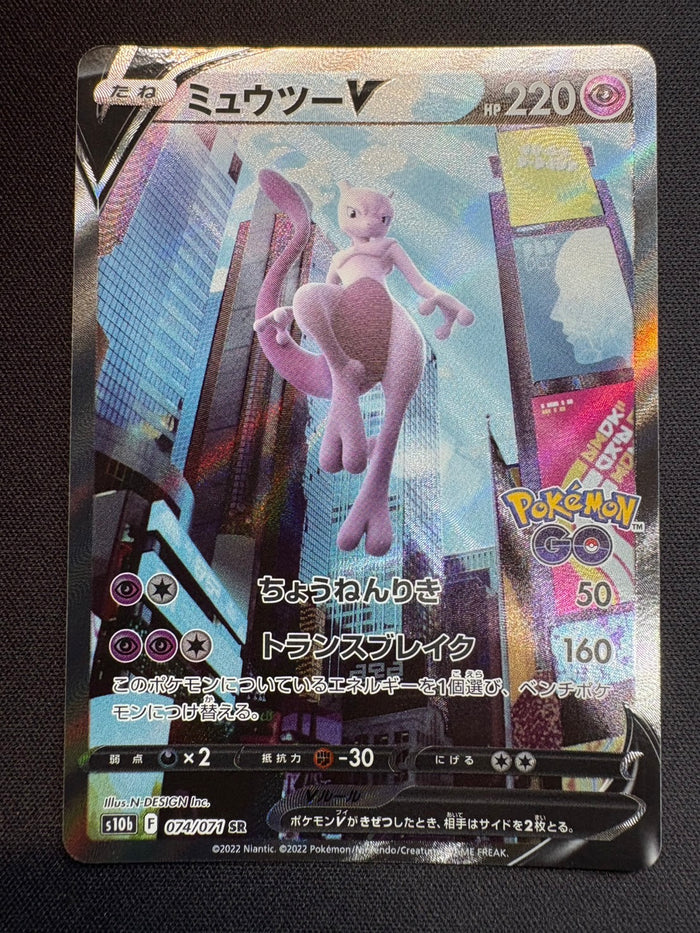 たね ミュウツーV HP 220
Pokémon TM
GO
ちょうねんりき 50
トランスブレイク 160
このポケモンについているエネルギーを1個選び、ベンチポケ
モンにつけ替える。
弱点 ×2 抵抗力 -30 にげる
Illus. N-DESIGN Inc.
Vルール
ポケモンVがきぜつしたとき、相手はサイドを2枚とる。
s10b F 074/071 SR
©2022 Niantic. ©2022 Pokémon/Nintendo/Creatures/GAME FREAK.